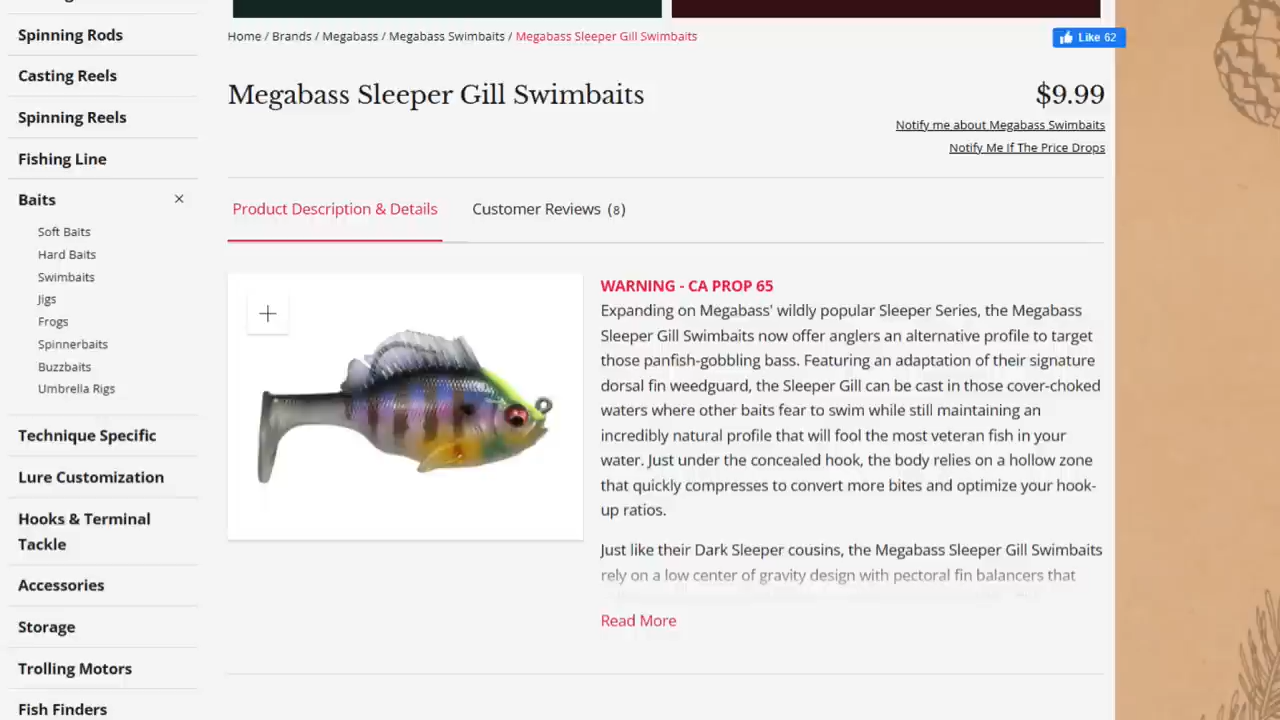 Spinning Rods
Casting Reels
Spinning Reels
Fishing Line
Baits
Soft Baits
Hard Baits
Swimbaits
Jigs
Frogs
Spinnerbaits
Buzzbaits
Umbrella Rigs
Technique Specific
Lure Customization
Hooks & Terminal
Tackle
Accessories
Storage
Trolling Motors
Fish Finders
Home / Brands / Megabass / Megabass Swimbaits / Megabass Sleeper Gill Swimbaits
Like 62
Megabass Sleeper Gill Swimbaits
$9.99
Notify me about Megabass Swimbaits
Notify Me If The Price Drops
Product Description & Details
Customer Reviews (8)
WARNING - CA PROP 65
Expanding on Megabass' wildly popular Sleeper Series, the Megabass
Sleeper Gill Swimbaits now offer anglers an alternative profile to target
those panfish-gobbling bass. Featuring an adaptation of their signature
dorsal fin weedguard, the Sleeper Gill can be cast in those cover-choked
waters where other baits fear to swim while still maintaining an
incredibly natural profile that will fool the most veteran fish in your
water. Just under the concealed hook, the body relies on a hollow zone
that quickly compresses to convert more bites and optimize your hook-
up ratios.
Just like their Dark Sleeper cousins, the Megabass Sleeper Gill Swimbaits
rely on a low center of gravity design with pectoral fin balancers that
Read More